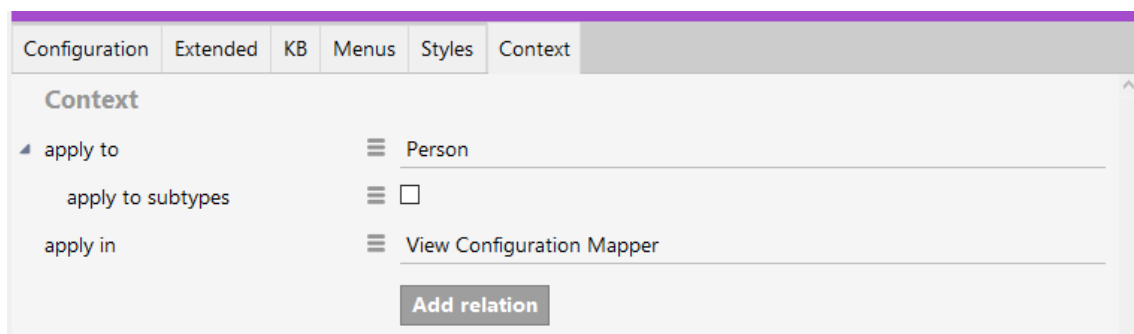 Configuration Extended KB Menus Styles Context
Context
apply to Person
apply to subtypes
apply in View Configuration Mapper
Add relation